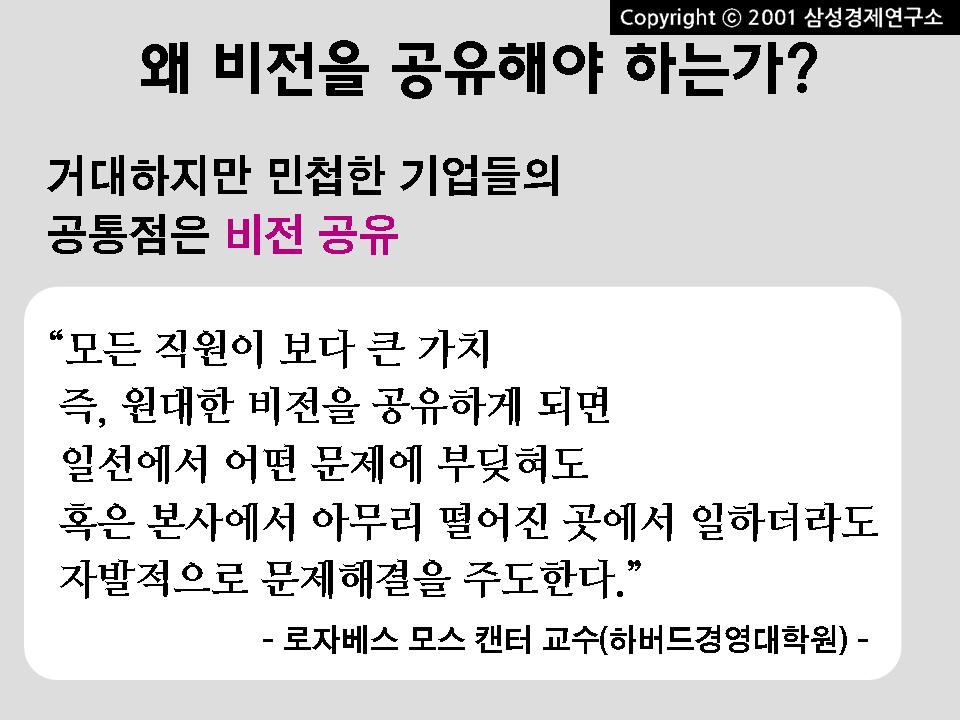 Copyright ⓒ 2001 삼성경제연구소
왜 비전을 공유해야 하는가?
거대하지만 민첩한 기업들의
공통점은 비전 공유
“모든 직원이 보다 큰 가치
즉, 원대한 비전을 공유하게 되면
일선에서 어떤 문제에 부딪혀도
혹은 본사에서 아무리 떨어진 곳에서 일하더라도
자발적으로 문제해결을 주도한다.”
- 로자베스 모스 캔터 교수(하버드경영대학원) -